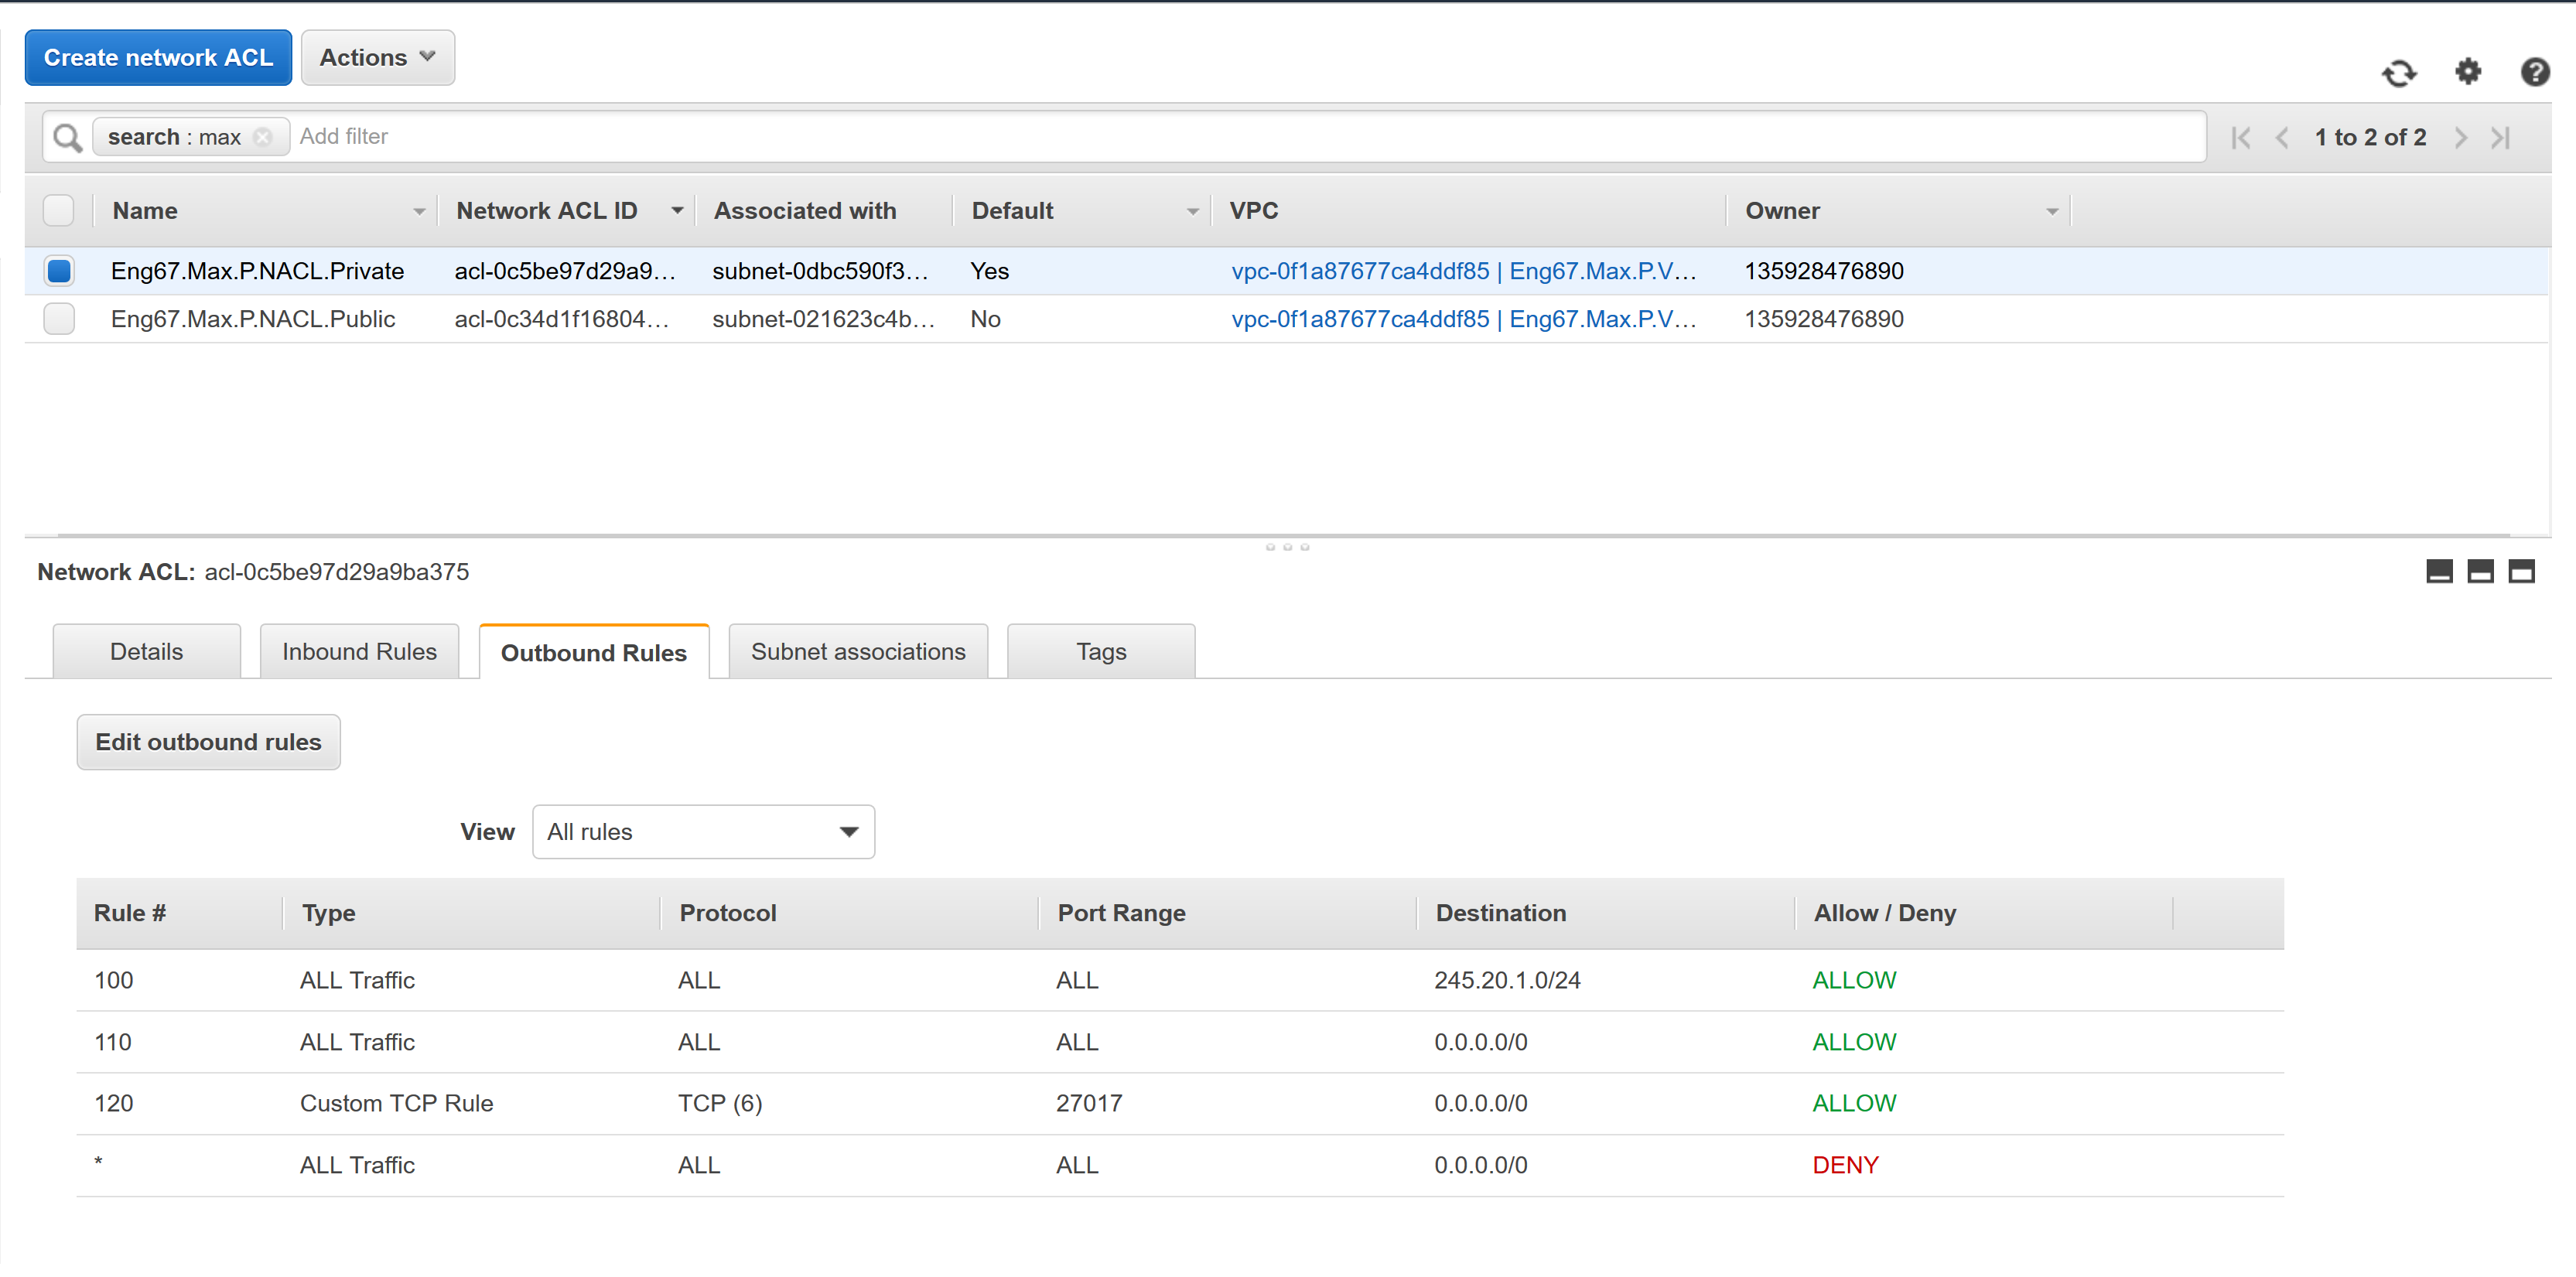 Create network ACL Actions
search : max Add filter 1 to 2 of 2
Name Network ACL ID Associated with Default VPC Owner
Eng67.Max.P.NACL.Private acl-0c5be97d29a9… subnet-0dbc590f3… Yes vpc-0f1a87677ca4ddf85 | Eng67.Max.P.V… 135928476890
Eng67.Max.P.NACL.Public acl-0c34d1f16804… subnet-021623c4b… No vpc-0f1a87677ca4ddf85 | Eng67.Max.P.V… 135928476890
Network ACL: acl-0c5be97d29a9ba375
Details Inbound Rules Outbound Rules Subnet associations Tags
Edit outbound rules
View All rules
Rule # Type Protocol Port Range Destination Allow / Deny
100 ALL Traffic ALL ALL 245.20.1.0/24 ALLOW
110 ALL Traffic ALL ALL 0.0.0.0/0 ALLOW
120 Custom TCP Rule TCP (6) 27017 0.0.0.0/0 ALLOW
* ALL Traffic ALL ALL 0.0.0.0/0 DENY